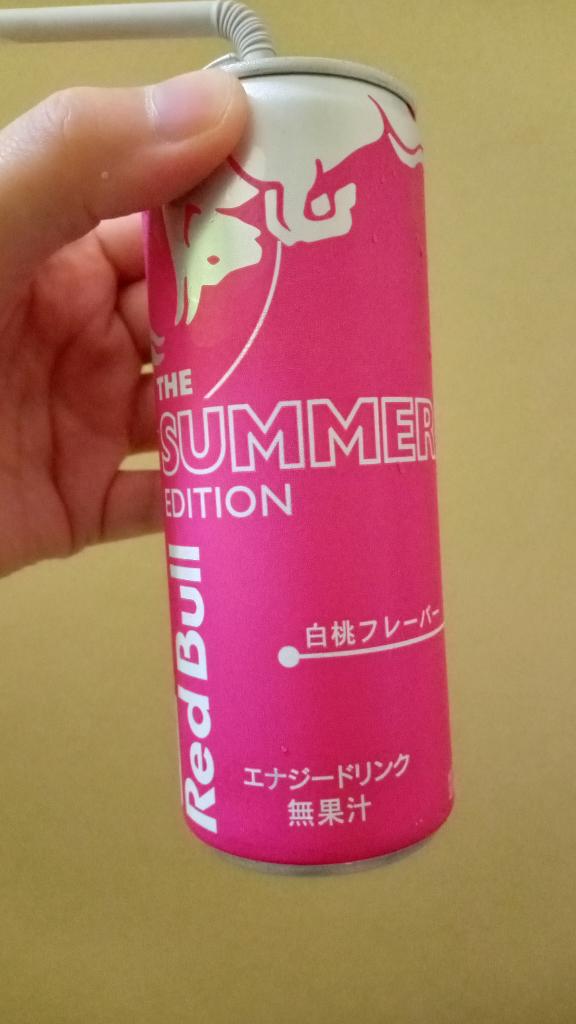 THE
SUMMER
EDITION
Red Bull
白桃フレーバー
エナジードリンク
無果汁